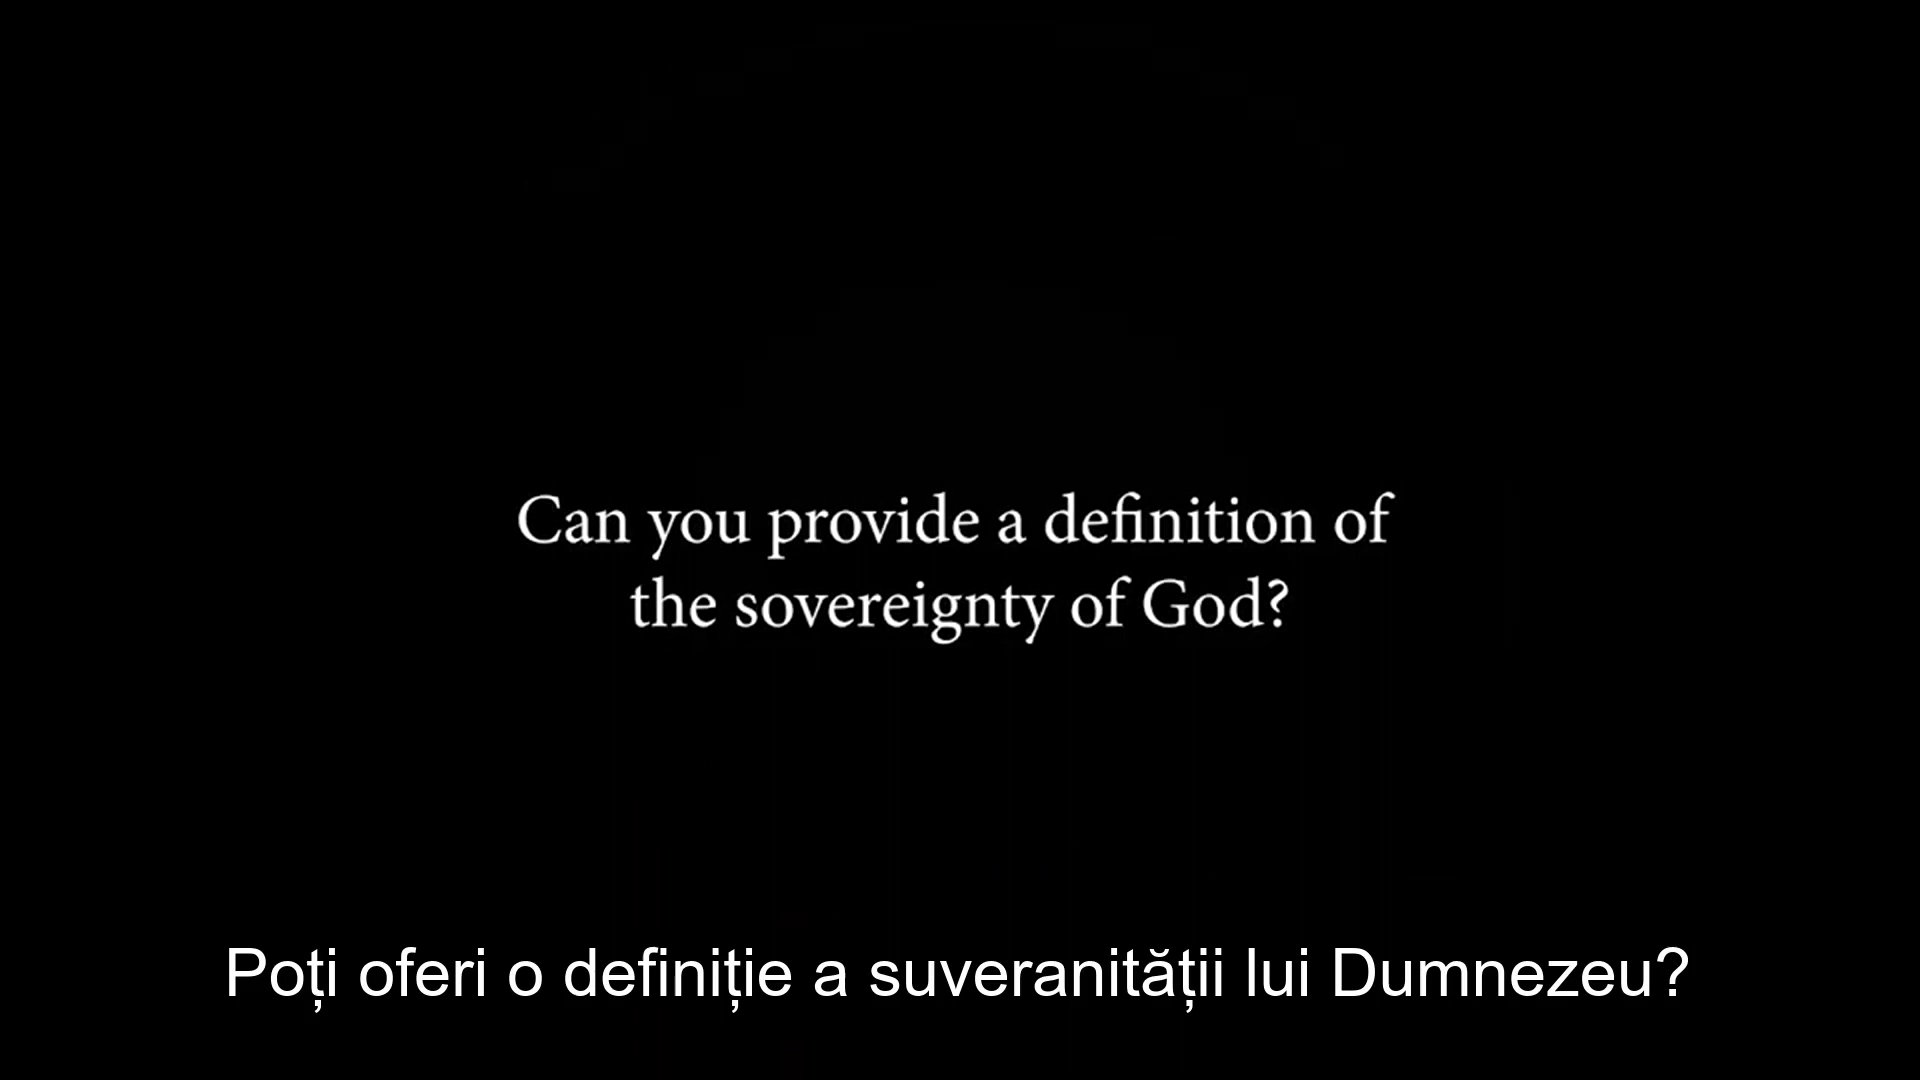 Can you provide a definition of
the sovereignty of God?
Poți oferi o definiție a suveranității lui Dumnezeu?